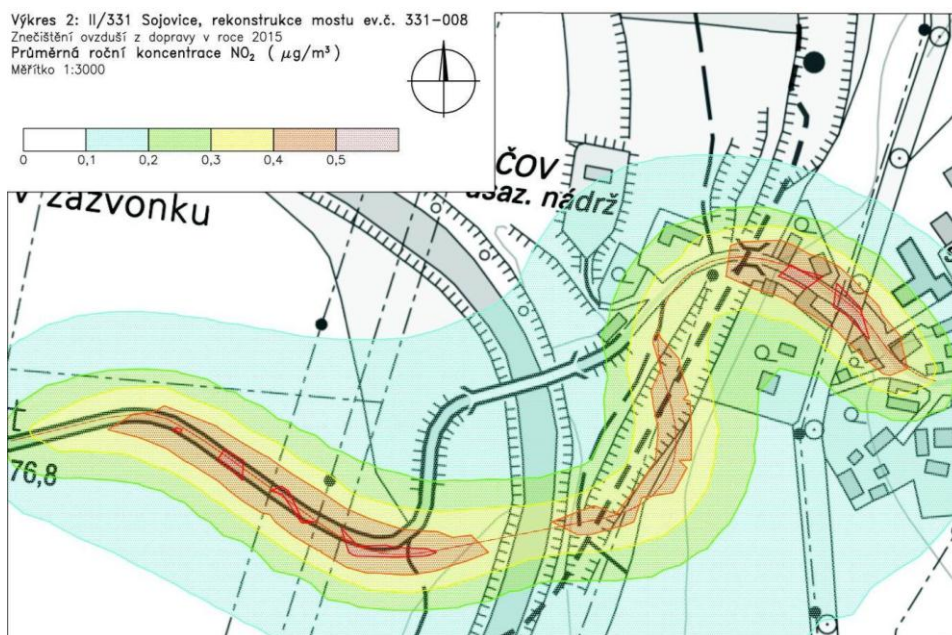 Výkres 2: II/331 Sojovice, rekonstrukce mostu ev.č. 331-008
Znečištění ovzduší z dopravy v roce 2015
Průměrná roční koncentrace NO₂ ( μg/m³ )
Měřítko 1:3000
0 0,1 0,2 0,3 0,4 0,5
ČOV
usaz. nádrž
V zázvonku
76,8